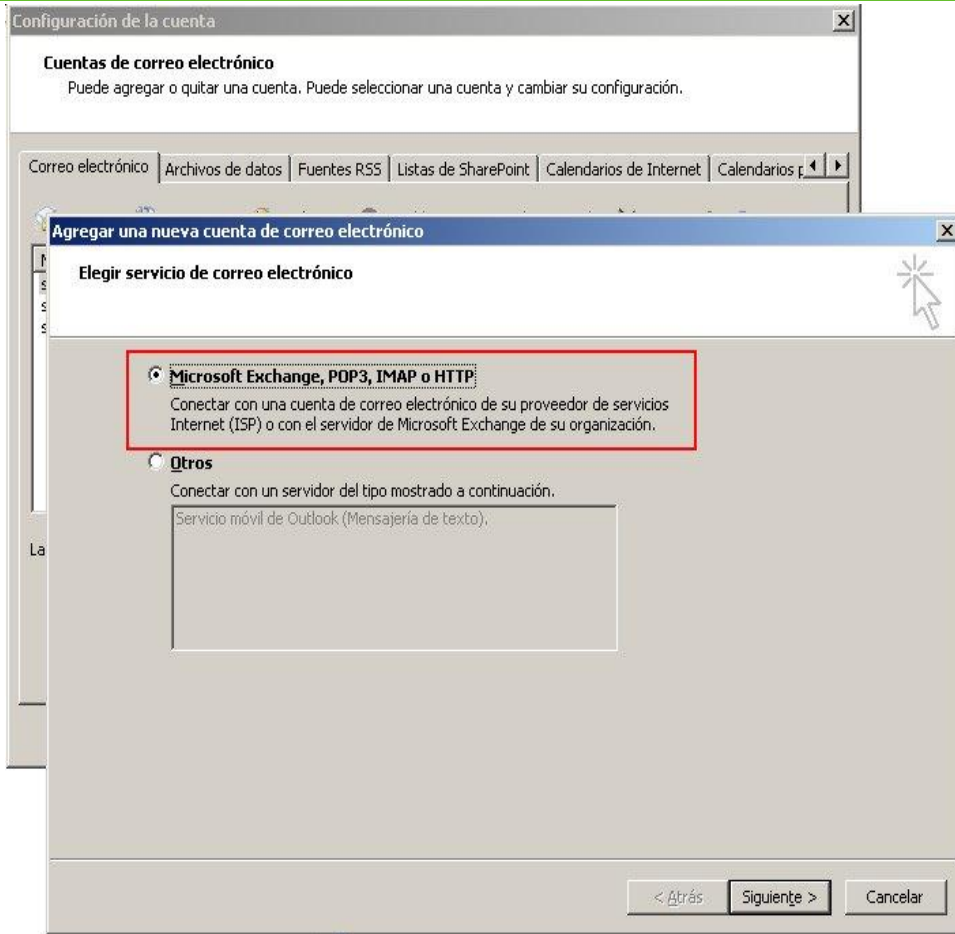 Configuración de la cuenta
Cuentas de correo electrónico
Puede agregar o quitar una cuenta. Puede seleccionar una cuenta y cambiar su configuración.
Correo electrónico Archivos de datos Fuentes RSS Listas de SharePoint Calendarios de Internet Calendarios
Agregar una nueva cuenta de correo electrónico
Elegir servicio de correo electrónico
Microsoft Exchange, POP3, IMAP o HTTP
Conectar con una cuenta de correo electrónico de su proveedor de servicios
Internet (ISP) o con el servidor de Microsoft Exchange de su organización.
Otros
Conectar con un servidor del tipo mostrado a continuación.
Servicio móvil de Outlook (Mensajería de texto).
La
< Atrás Siguiente > Cancelar